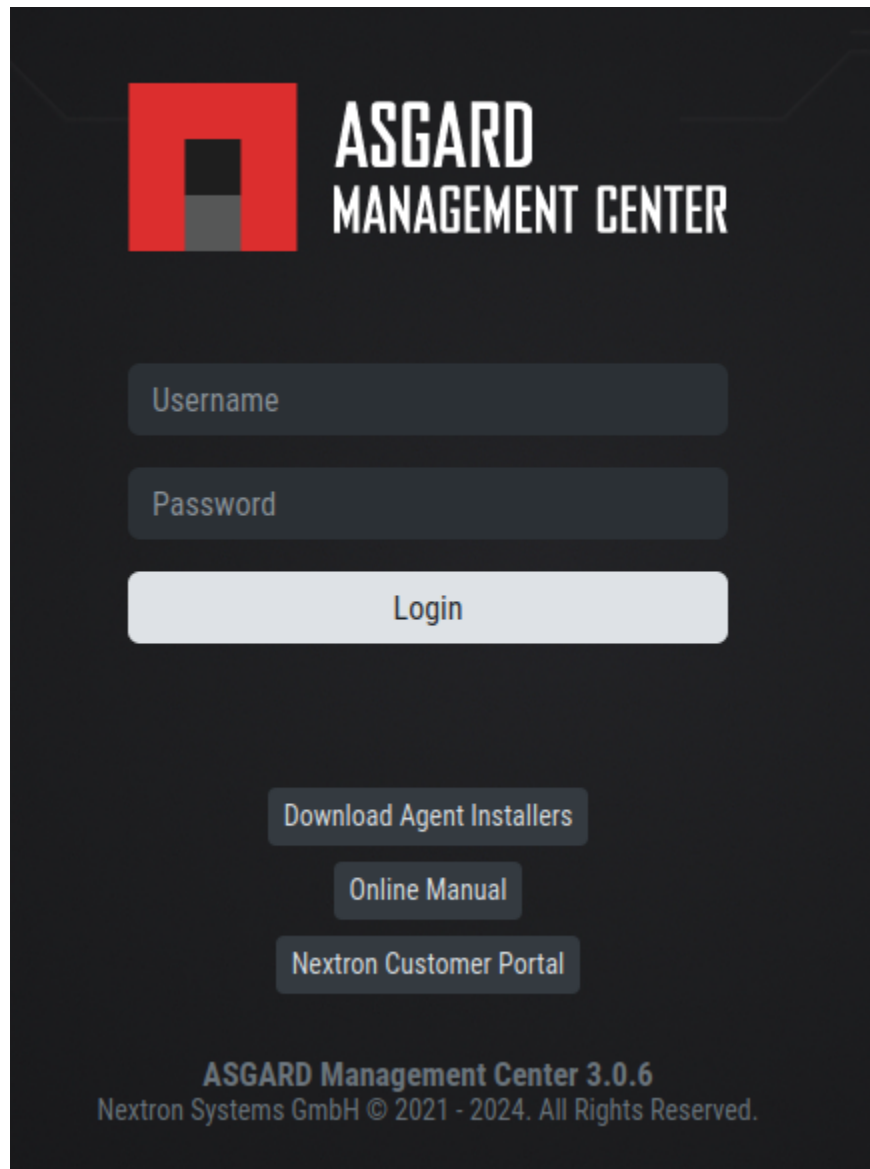 ASGARD
MANAGEMENT CENTER
Username
Password
Login
Download Agent Installers
Online Manual
Nextron Customer Portal
ASGARD Management Center 3.0.6
Nextron Systems GmbH © 2021 - 2024. All Rights Reserved.